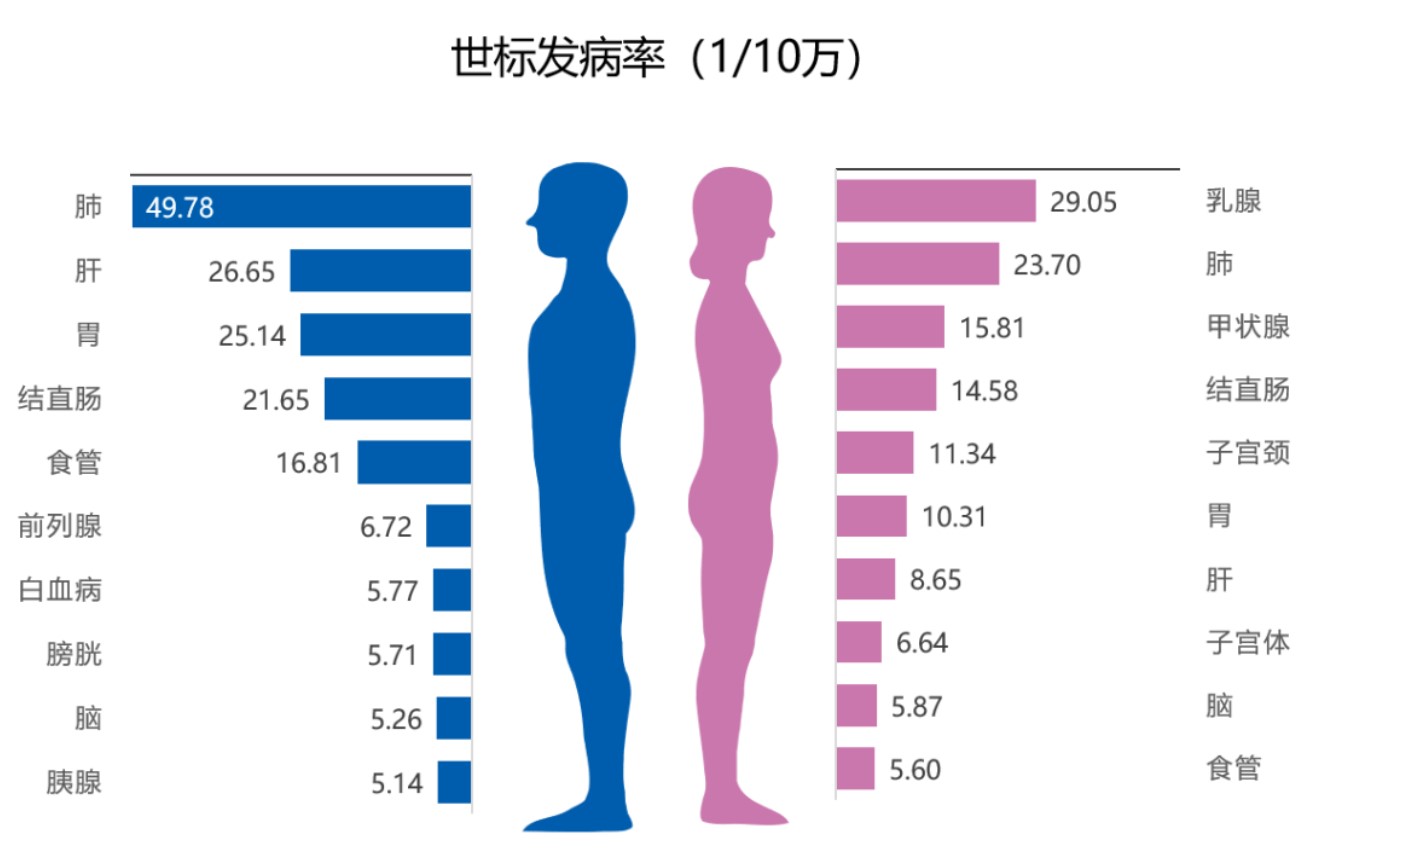 世标发病率（1/10万）
肺 49.78
肝 26.65
胃 25.14
结直肠 21.65
食管 16.81
前列腺 6.72
白血病 5.77
膀胱 5.71
脑 5.26
胰腺 5.14
29.05 乳腺
23.70 肺
15.81 甲状腺
14.58 结直肠
11.34 子宫颈
10.31 胃
8.65 肝
6.64 子宫体
5.87 脑
5.60 食管